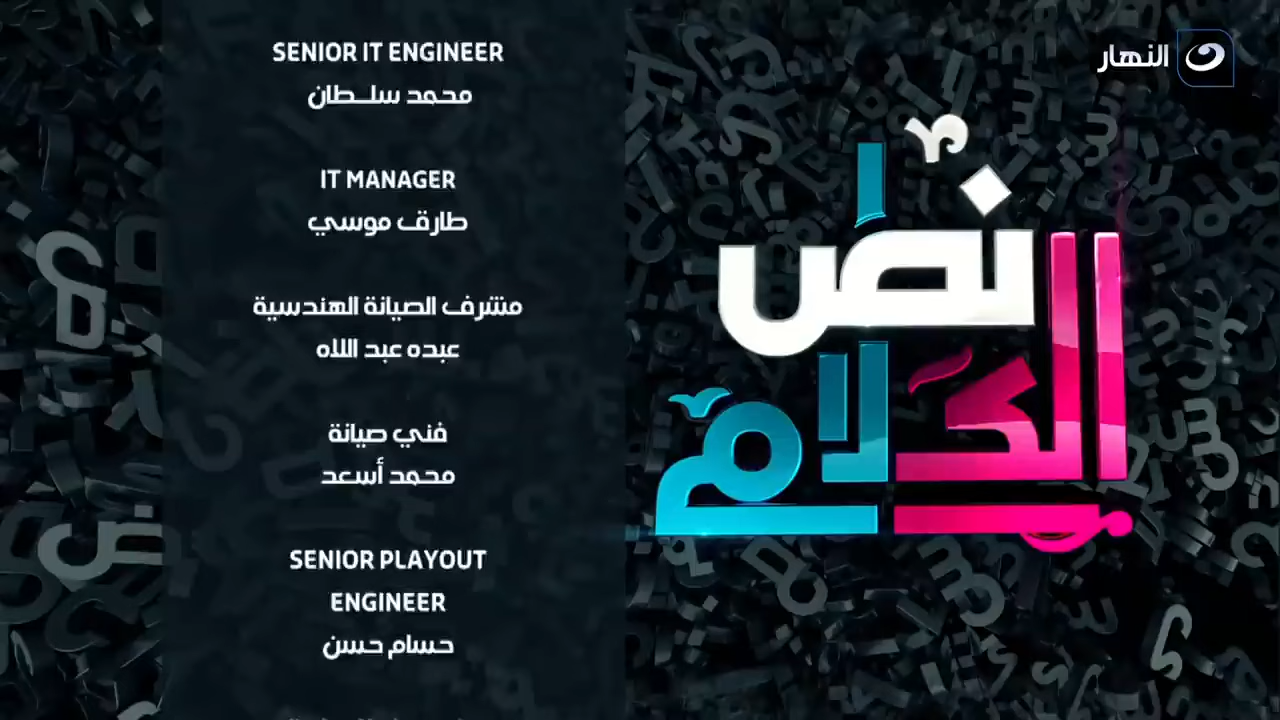 SENIOR IT ENGINEER
محمد سلـطان
IT MANAGER
طارق موسي
مشرف الصيانة الهندسية
عبده عبد اللاه
فني صيانة
محمد أسعد
SENIOR PLAYOUT
ENGINEER
حسام حسن
النهار
نص
الكلام